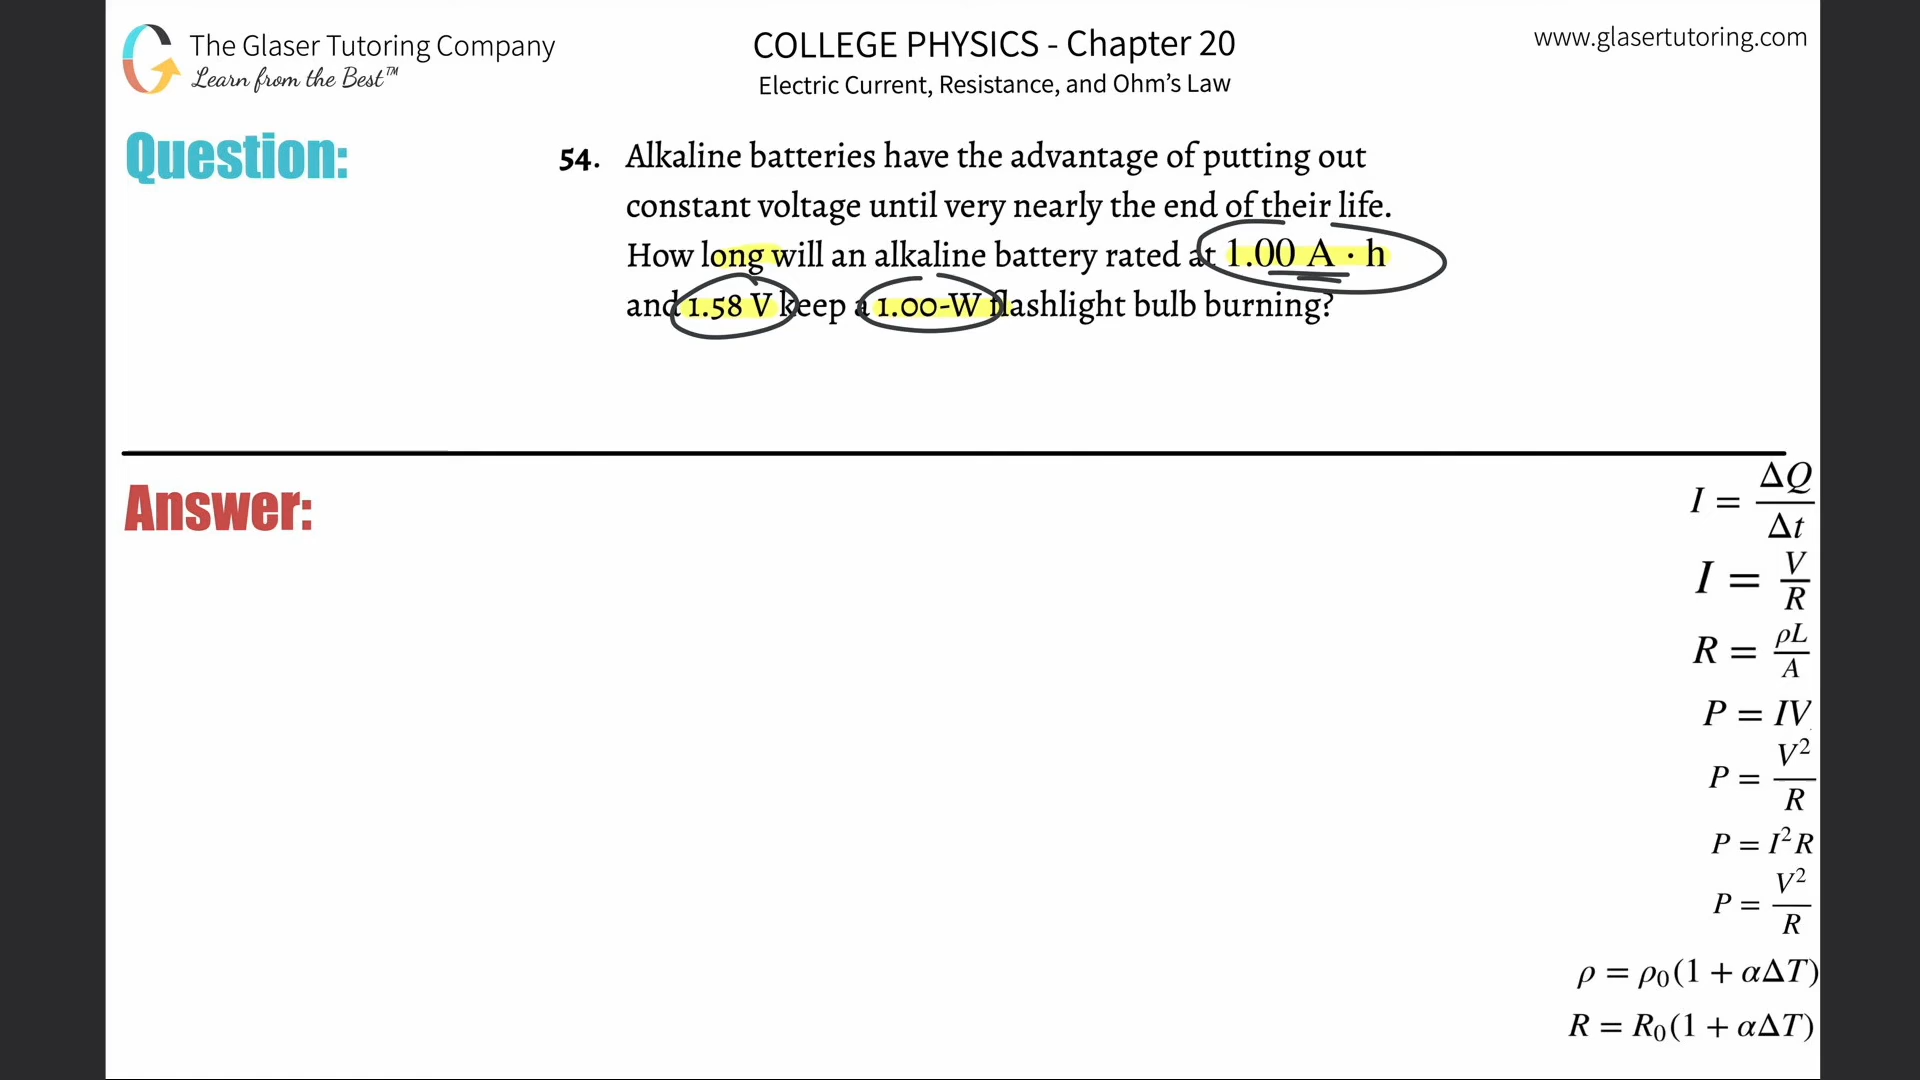 The Glaser Tutoring Company
Learn from the Best™
COLLEGE PHYSICS - Chapter 20
Electric Current, Resistance, and Ohm's Law
www.glasertutoring.com
Question:
54. Alkaline batteries have the advantage of putting out
constant voltage until very nearly the end of their life.
How long will an alkaline battery rated at 1.00 A · h
and 1.58 V keep a 1.00-W flashlight bulb burning?
Answer:
I = ΔQ/Δt
I = V/R
R = ρL/A
P = IV
P = V²/R
P = I²R
P = V²/R
ρ = ρ₀(1 + αΔT)
R = R₀(1 + αΔT)